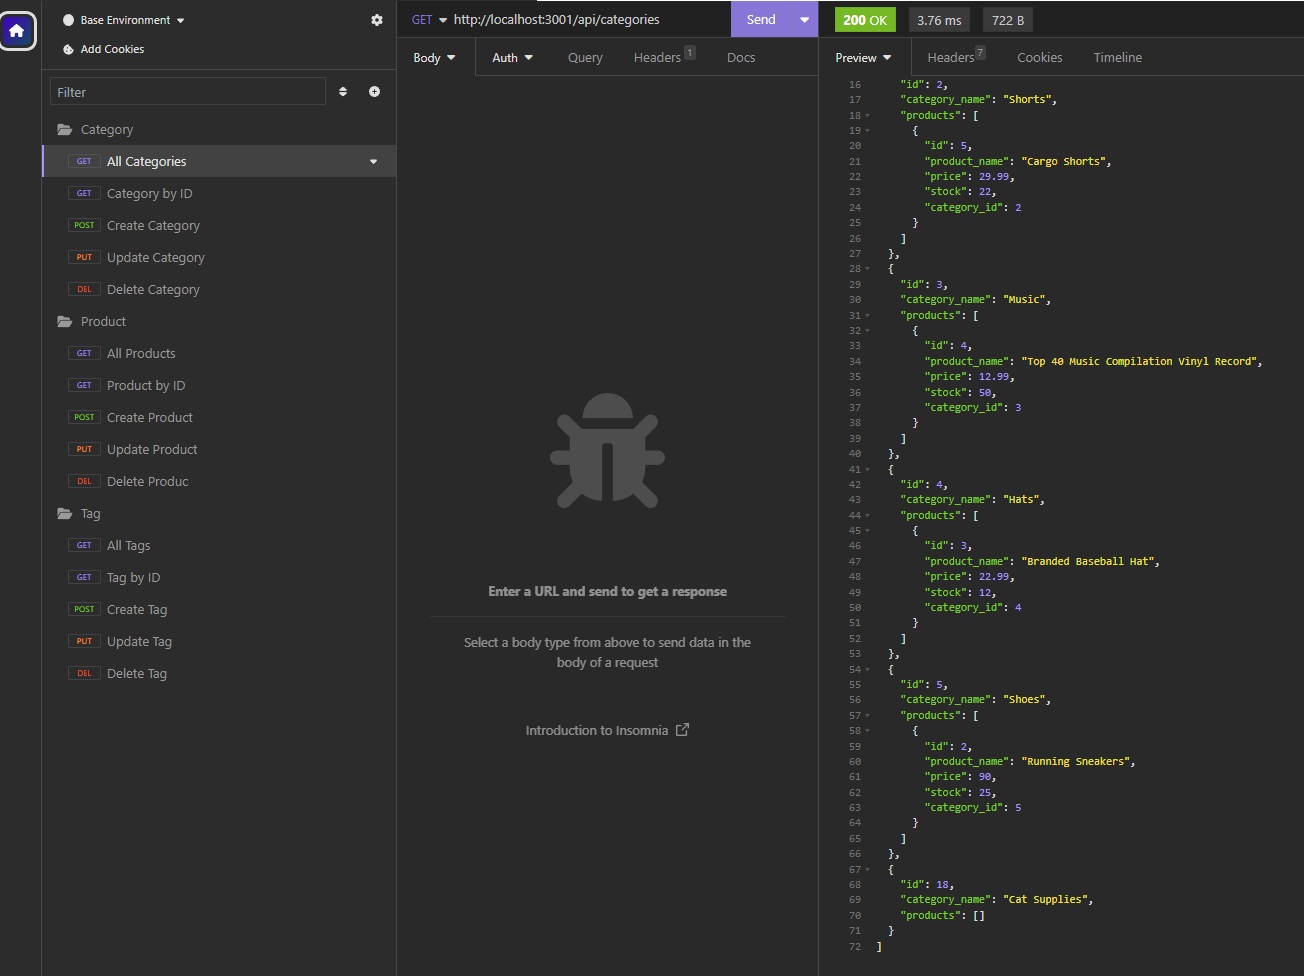 Base Environment
Add Cookies
Filter
Category
GET All Categories
GET Category by ID
POST Create Category
PUT Update Category
DEL Delete Category
Product
GET All Products
GET Product by ID
POST Create Product
PUT Update Product
DEL Delete Produc
Tag
GET All Tags
GET Tag by ID
POST Create Tag
PUT Update Tag
DEL Delete Tag
GET http://localhost:3001/api/categories Send
Body Auth Query Headers 1 Docs
Enter a URL and send to get a response
Select a body type from above to send data in the
body of a request
Introduction to Insomnia
200 OK 3.76 ms 722 B
Preview Headers 7 Cookies Timeline
16 "id": 2,
17 "category_name": "Shorts",
18 "products": [
19 {
20 "id": 5,
21 "product_name": "Cargo Shorts",
22 "price": 29.99,
23 "stock": 22,
24 "category_id": 2
25 }
26 ]
27 },
28 {
29 "id": 3,
30 "category_name": "Music",
31 "products": [
32 {
33 "id": 4,
34 "product_name": "Top 40 Music Compilation Vinyl Record",
35 "price": 12.99,
36 "stock": 50,
37 "category_id": 3
38 }
39 ]
40 },
41 {
42 "id": 4,
43 "category_name": "Hats",
44 "products": [
45 {
46 "id": 3,
47 "product_name": "Branded Baseball Hat",
48 "price": 22.99,
49 "stock": 12,
50 "category_id": 4
51 }
52 ]
53 },
54 {
55 "id": 5,
56 "category_name": "Shoes",
57 "products": [
58 {
59 "id": 2,
60 "product_name": "Running Sneakers",
61 "price": 90,
62 "stock": 25,
63 "category_id": 5
64 }
65 ]
66 },
67 {
68 "id": 18,
69 "category_name": "Cat Supplies",
70 "products": []
71 }
72 ]